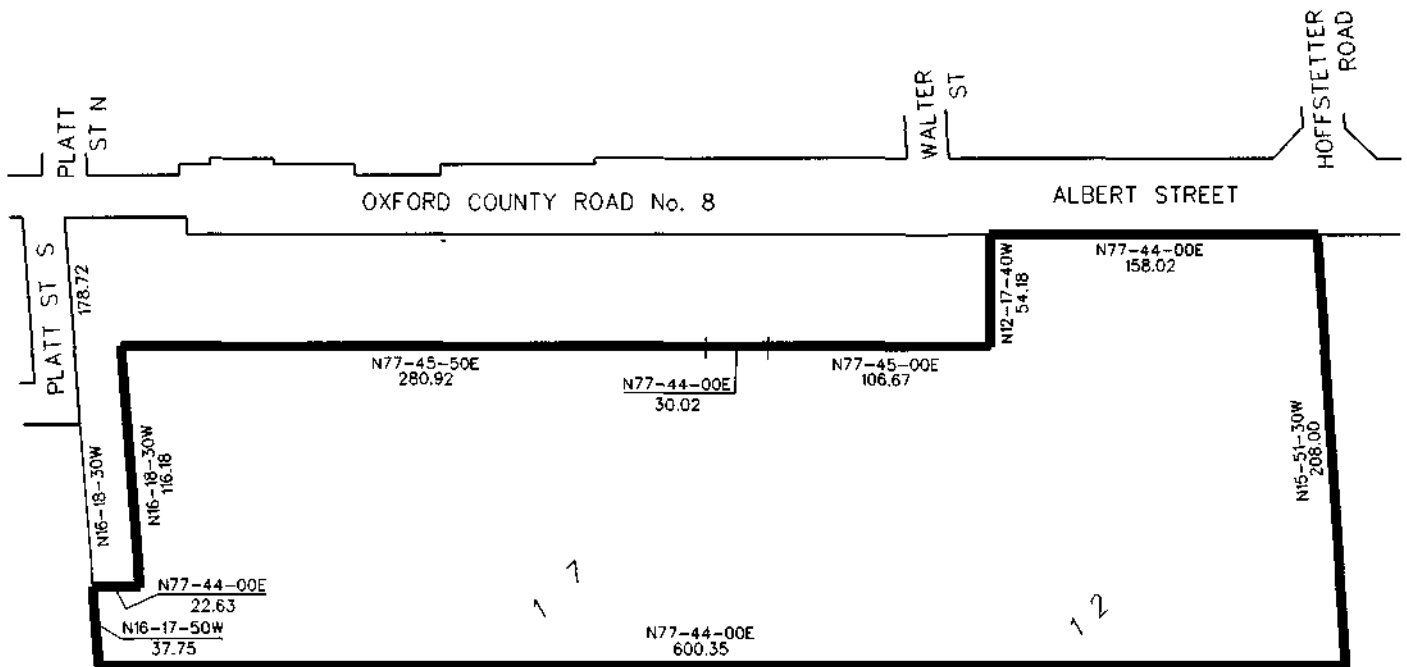 PLATT
ST N
WALTER
ST
HOFFSTETTER
ROAD
OXFORD COUNTY ROAD No. 8
ALBERT STREET
PLATT ST S
178.72
N77-44-00E
158.02
N12-17-40W
54.18
N77-45-50E
280.92
N77-44-00E
30.02
N77-45-00E
106.67
N16-18-30W
N16-18-30W
116.18
N15-51-30W
208.00
N77-44-00E
22.63
N16-17-50W
37.75
N77-44-00E
600.35
1 2